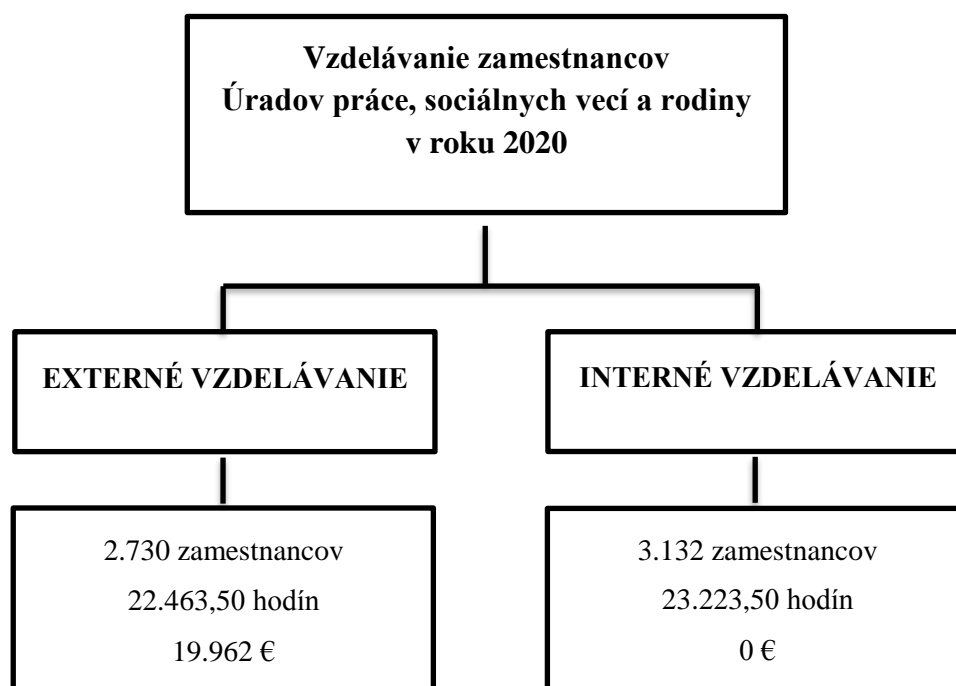 Vzdelávanie zamestnancov
Úradov práce, sociálnych vecí a rodiny
v roku 2020
EXTERNÉ VZDELÁVANIE
INTERNÉ VZDELÁVANIE
2.730 zamestnancov
22.463,50 hodín
19.962 €
3.132 zamestnancov
23.223,50 hodín
0 €